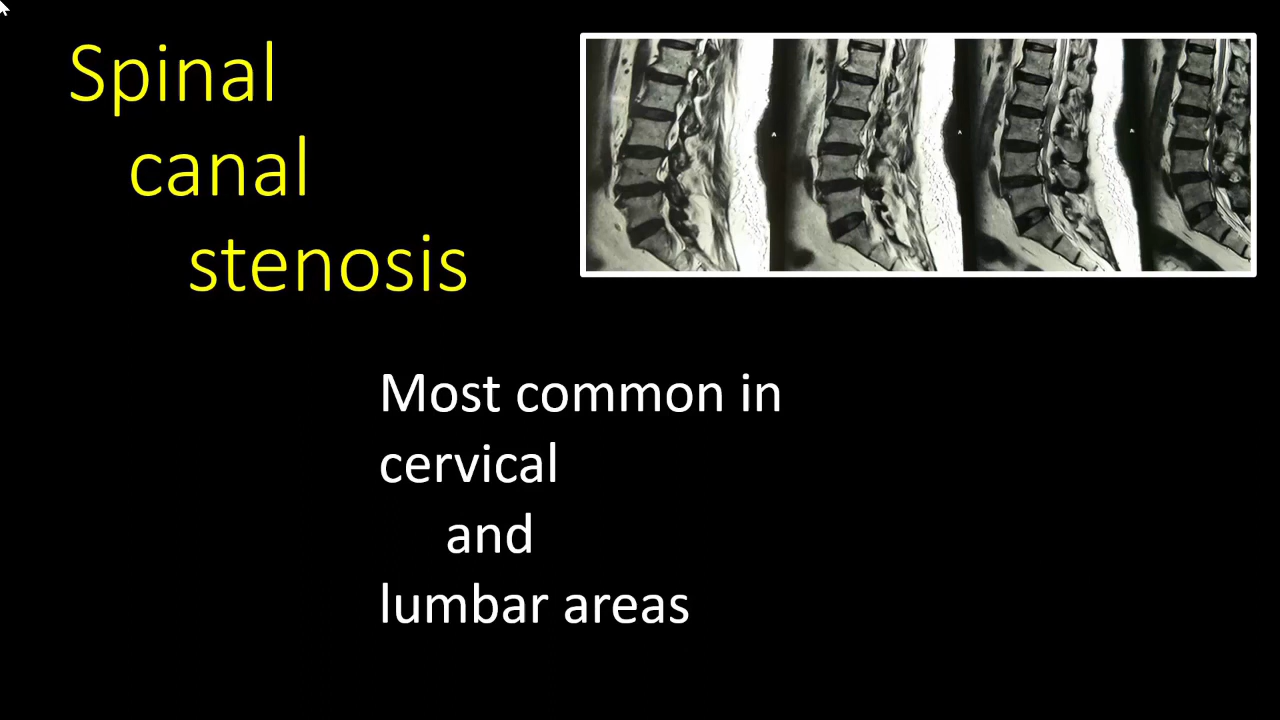 Spinal
canal
stenosis
Most common in
cervical
and
lumbar areas